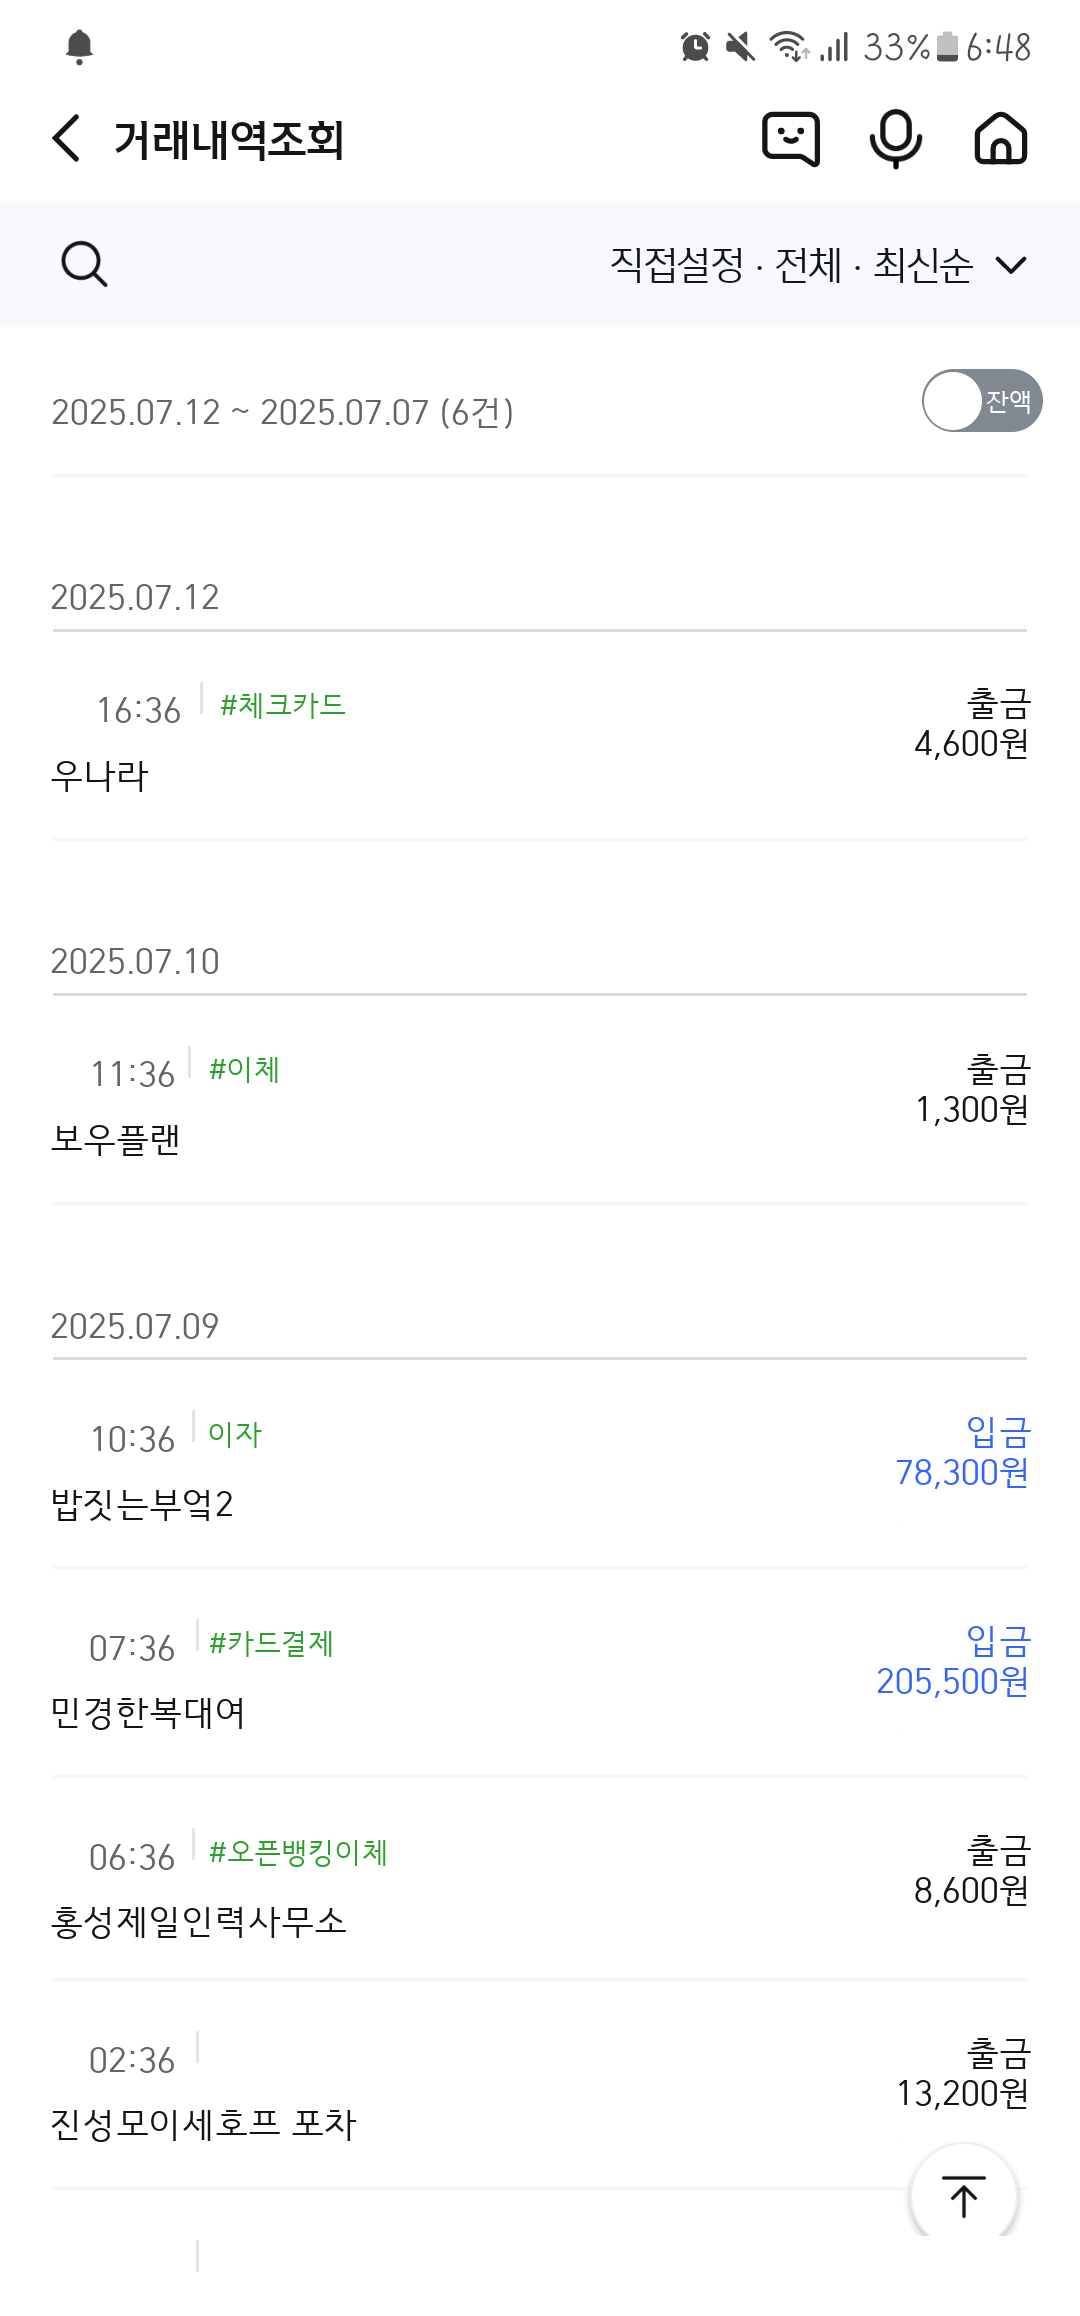 33% 6:48
거래내역조회
직접설정 · 전체 · 최신순
2025.07.12 ~ 2025.07.07 (6건)
잔액
2025.07.12
16:36 #체크카드 출금
4,600원
우나라
2025.07.10
11:36 #이체 출금
1,300원
보우플랜
2025.07.09
10:36 이자 입금
78,300원
밥짓는부엌2
07:36 #카드결제 입금
205,500원
민경한복대여
06:36 #오픈뱅킹이체 출금
8,600원
홍성제일인력사무소
02:36 출금
13,200원
진성모이세호프 포차